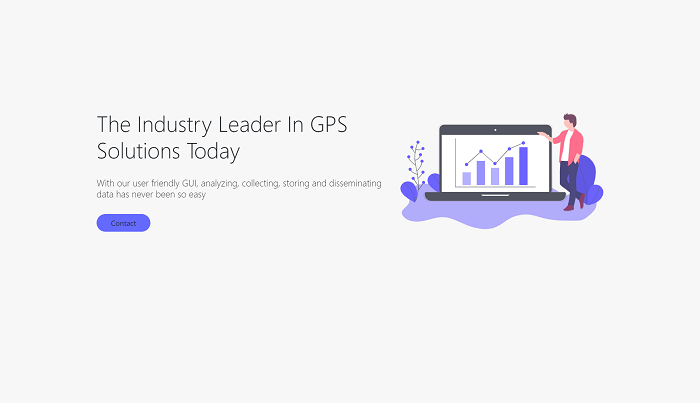 The Industry Leader In GPS
Solutions Today
With our user friendly GUI, analyzing, collecting, storing and disseminating
data has never been so easy
Contact